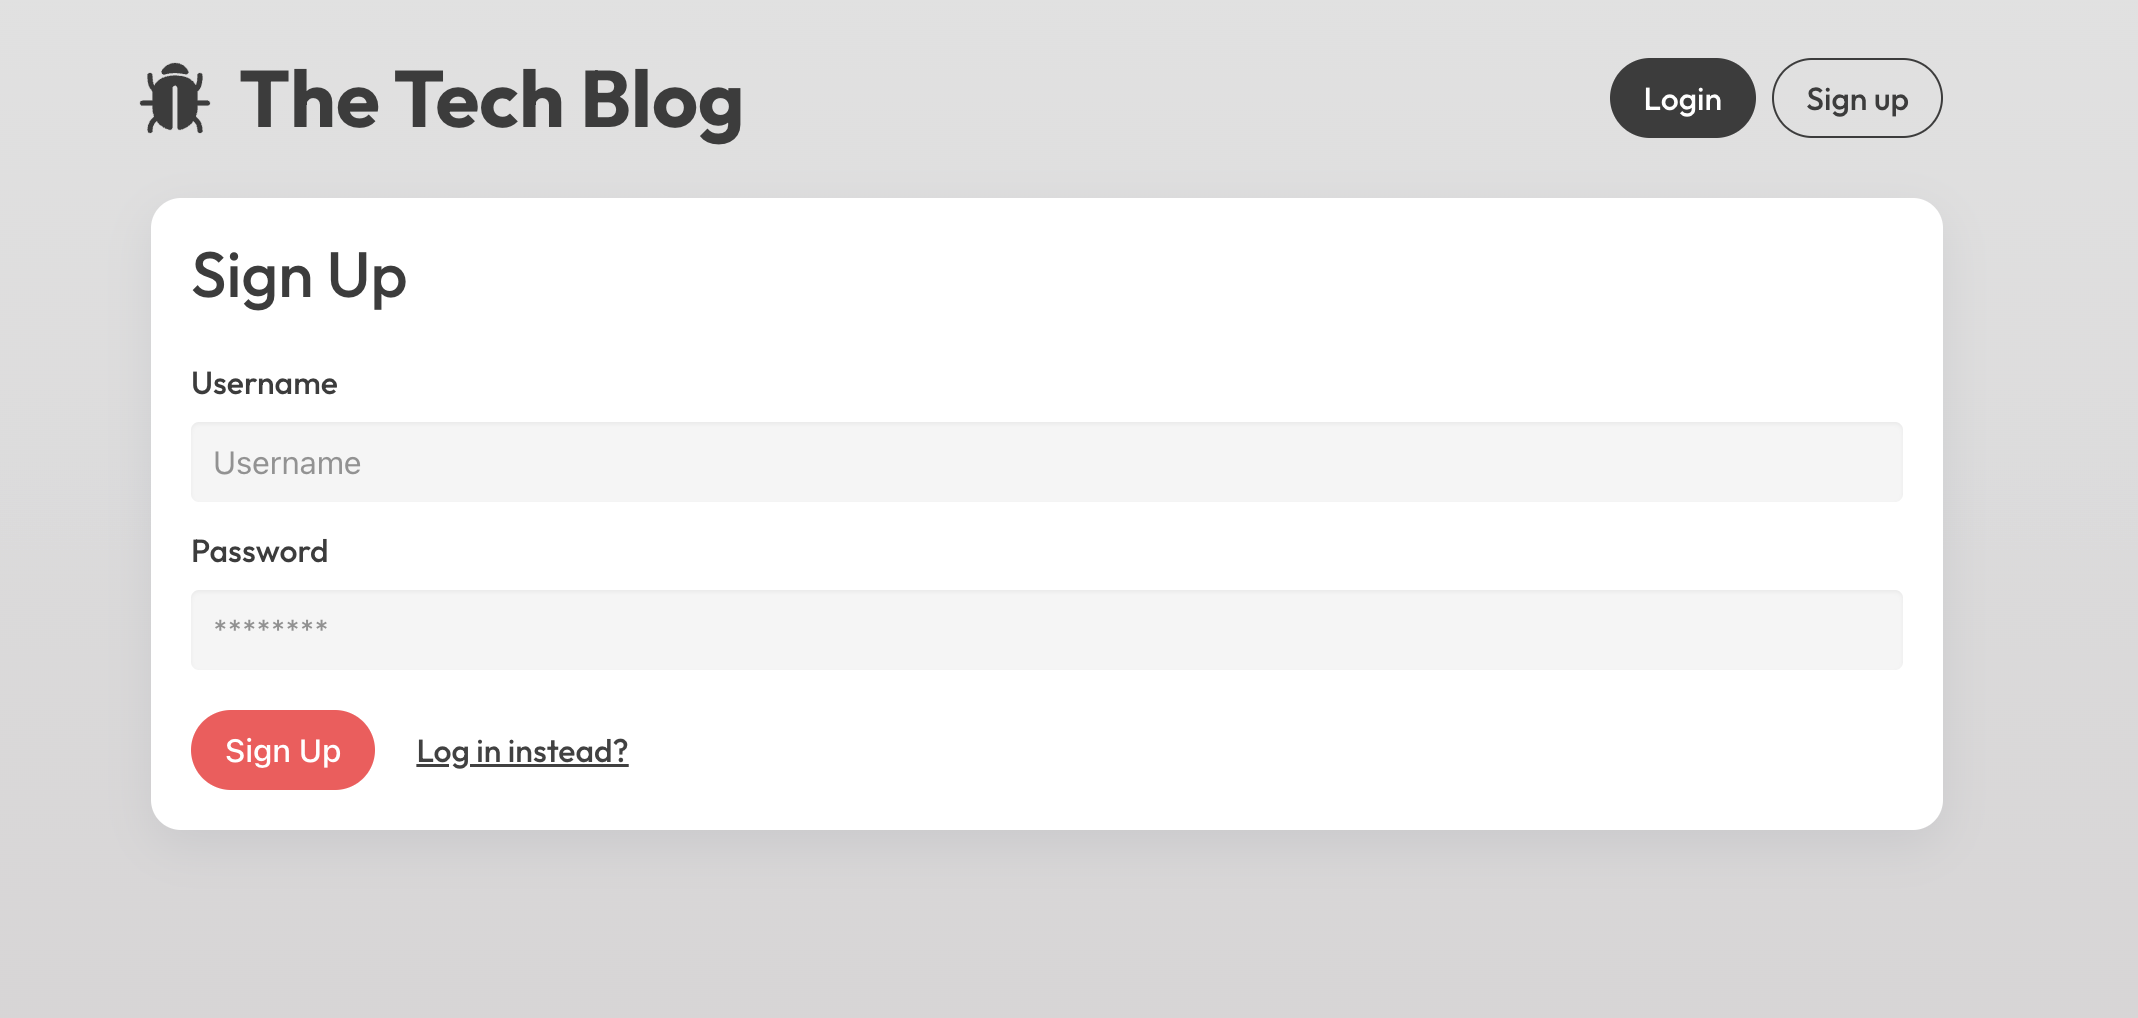 The Tech Blog
Login
Sign up
Sign Up
Username
Username
Password
********
Sign Up
Log in instead?